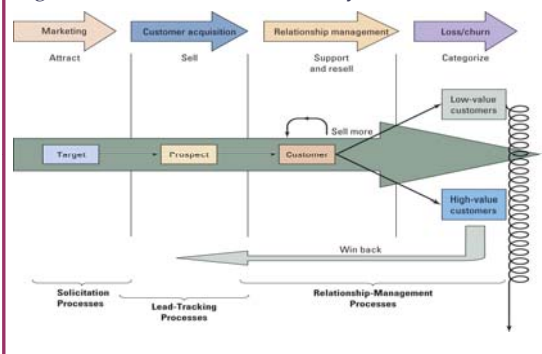 Marketing
Customer acquisition
Relationship management
Loss/churn
Attract
Sell
Support
and resell
Categorize
Low-value
customers
Sell more
Target
Prospect
Customer
High-value
customers
Win back
Solicitation
Processes
Lead-Tracking
Processes
Relationship-Management
Processes